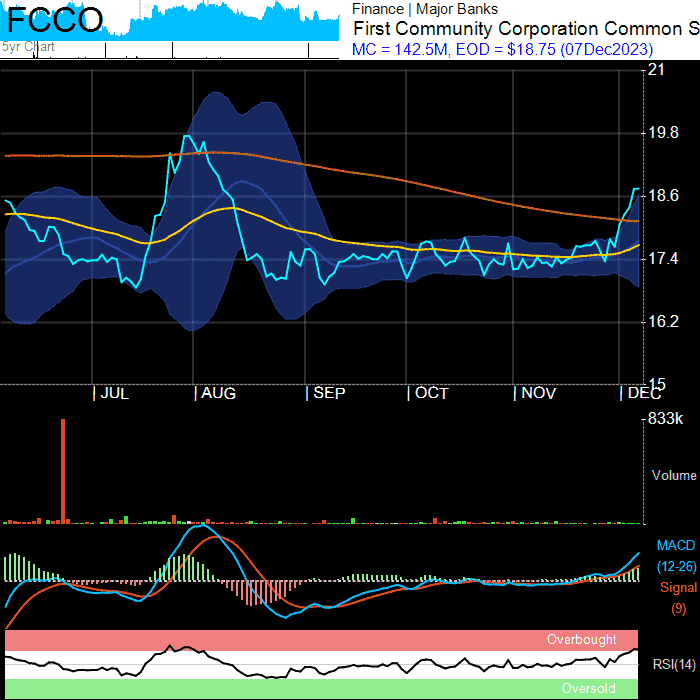 FCCO
5yr Chart
Finance | Major Banks
First Community Corporation Common S
MC = 142.5M, EOD = $18.75 (07Dec2023)
21
19.8
18.6
17.4
16.2
15
| JUL | AUG | SEP | OCT | NOV | DEC
833k
Volume
MACD
(12-26)
Signal
(9)
Overbought
RSI(14)
Oversold